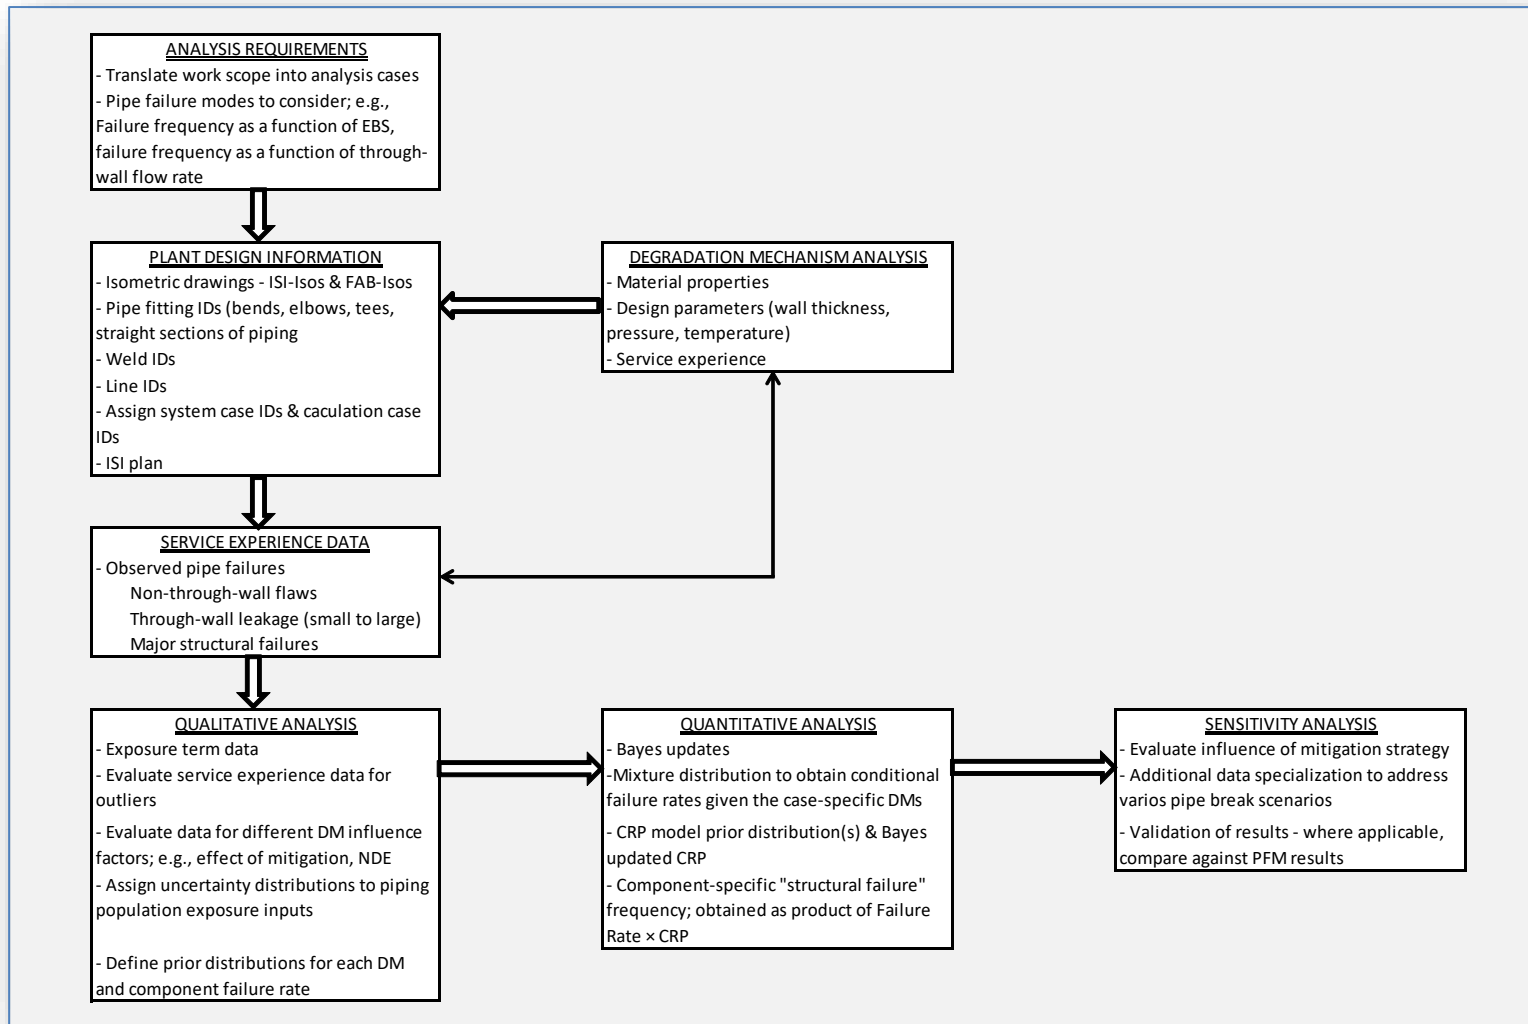 ANALYSIS REQUIREMENTS
- Translate work scope into analysis cases
- Pipe failure modes to consider; e.g.,
Failure frequency as a function of EBS,
failure frequency as a function of through-
wall flow rate
PLANT DESIGN INFORMATION
- Isometric drawings - ISI-Isos & FAB-Isos
- Pipe fitting IDs (bends, elbows, tees,
straight sections of piping
- Weld IDs
- Line IDs
- Assign system case IDs & caculation case
IDs
- ISI plan
DEGRADATION MECHANISM ANALYSIS
- Material properties
- Design parameters (wall thickness,
pressure, temperature)
- Service experience
SERVICE EXPERIENCE DATA
- Observed pipe failures
Non-through-wall flaws
Through-wall leakage (small to large)
Major structural failures
QUALITATIVE ANALYSIS
- Exposure term data
- Evaluate service experience data for
outliers
- Evaluate data for different DM influence
factors; e.g., effect of mitigation, NDE
- Assign uncertainty distributions to piping
population exposure inputs
- Define prior distributions for each DM
and component failure rate
QUANTITATIVE ANALYSIS
- Bayes updates
-Mixture distribution to obtain conditional
failure rates given the case-specific DMs
- CRP model prior distribution(s) & Bayes
updated CRP
- Component-specific "structural failure"
frequency; obtained as product of Failure
Rate × CRP
SENSITIVITY ANALYSIS
- Evaluate influence of mitigation strategy
- Additional data specialization to address
varios pipe break scenarios
- Validation of results - where applicable,
compare against PFM results